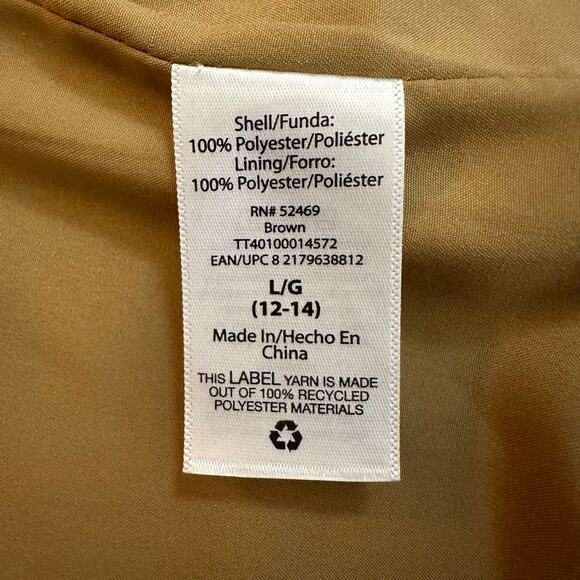 Shell/Funda:
100% Polyester/Poliéster
Lining/Forro:
100% Polyester/Poliéster
RN# 52469
Brown
TT40100014572
EAN/UPC 8 2179638812
L/G
(12-14)
Made In/Hecho En
China
THIS LABEL YARN IS MADE
OUT OF 100% RECYCLED
POLYESTER MATERIALS